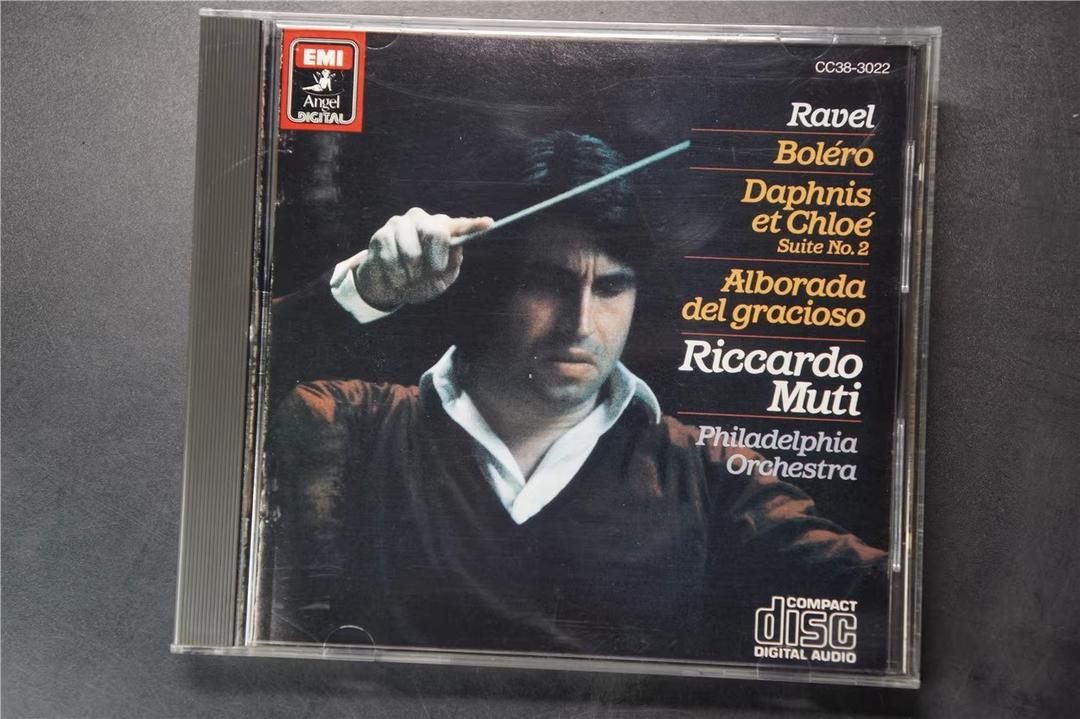 EMI
Angel
DIGITAL
CC38-3022
Ravel
Boléro
Daphnis
et Chloé
Suite No. 2
Alborada
del gracioso
Riccardo
Muti
Philadelphia
Orchestra
COMPACT
disc
DIGITAL AUDIO